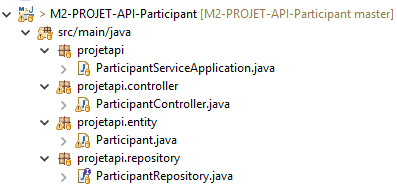 > M2-PROJET-API-Participant [M2-PROJET-API-Participant master]
src/main/java
projetapi
> ParticipantServiceApplication.java
projetapi.controller
> ParticipantController.java
projetapi.entity
> Participant.java
projetapi.repository
> ParticipantRepository.java